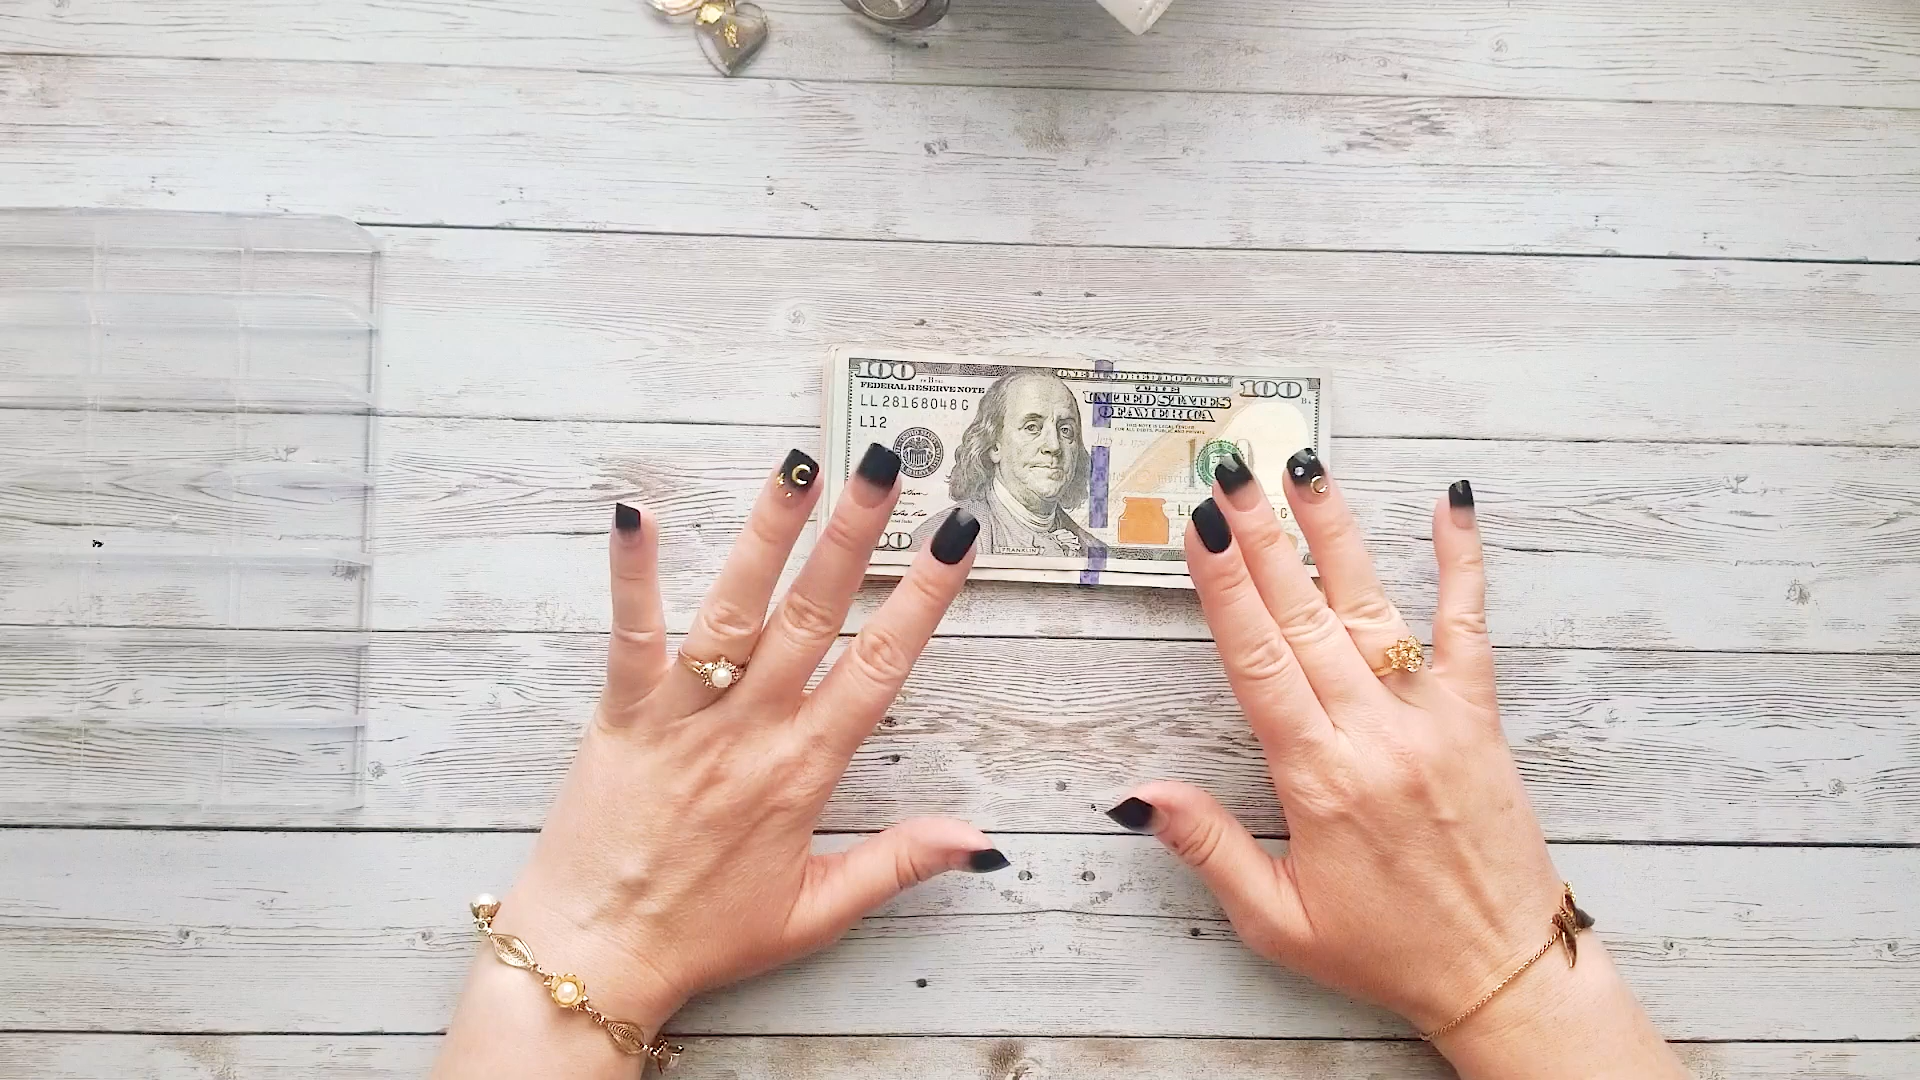 100
FEDERAL RESERVE NOTE
LL 28168048 G
L12
ONE HUNDRED DOLLARS
THE
UNITED STATES
OF AMERICA
THIS NOTE IS LEGAL TENDER
FOR ALL DEBTS, PUBLIC AND PRIVATE
100
FRANKLIN